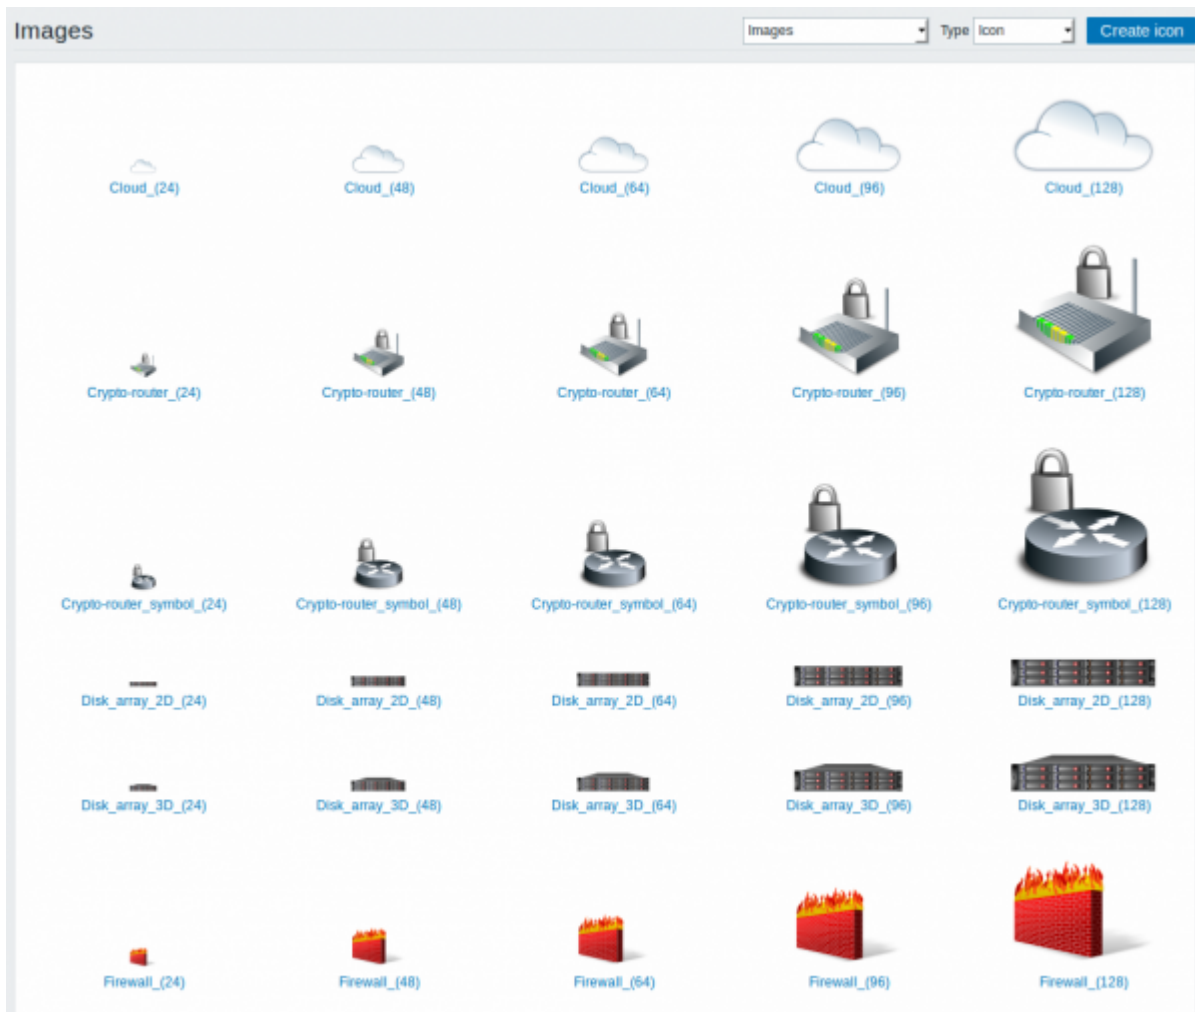 Images Images Type Icon Create icon
Cloud_(24) Cloud_(48) Cloud_(64) Cloud_(96) Cloud_(128)
Crypto-router_(24) Crypto-router_(48) Crypto-router_(64) Crypto-router_(96) Crypto-router_(128)
Crypto-router_symbol_(24) Crypto-router_symbol_(48) Crypto-router_symbol_(64) Crypto-router_symbol_(96) Crypto-router_symbol_(128)
Disk_array_2D_(24) Disk_array_2D_(48) Disk_array_2D_(64) Disk_array_2D_(96) Disk_array_2D_(128)
Disk_array_3D_(24) Disk_array_3D_(48) Disk_array_3D_(64) Disk_array_3D_(96) Disk_array_3D_(128)
Firewall_(24) Firewall_(48) Firewall_(64) Firewall_(96) Firewall_(128)